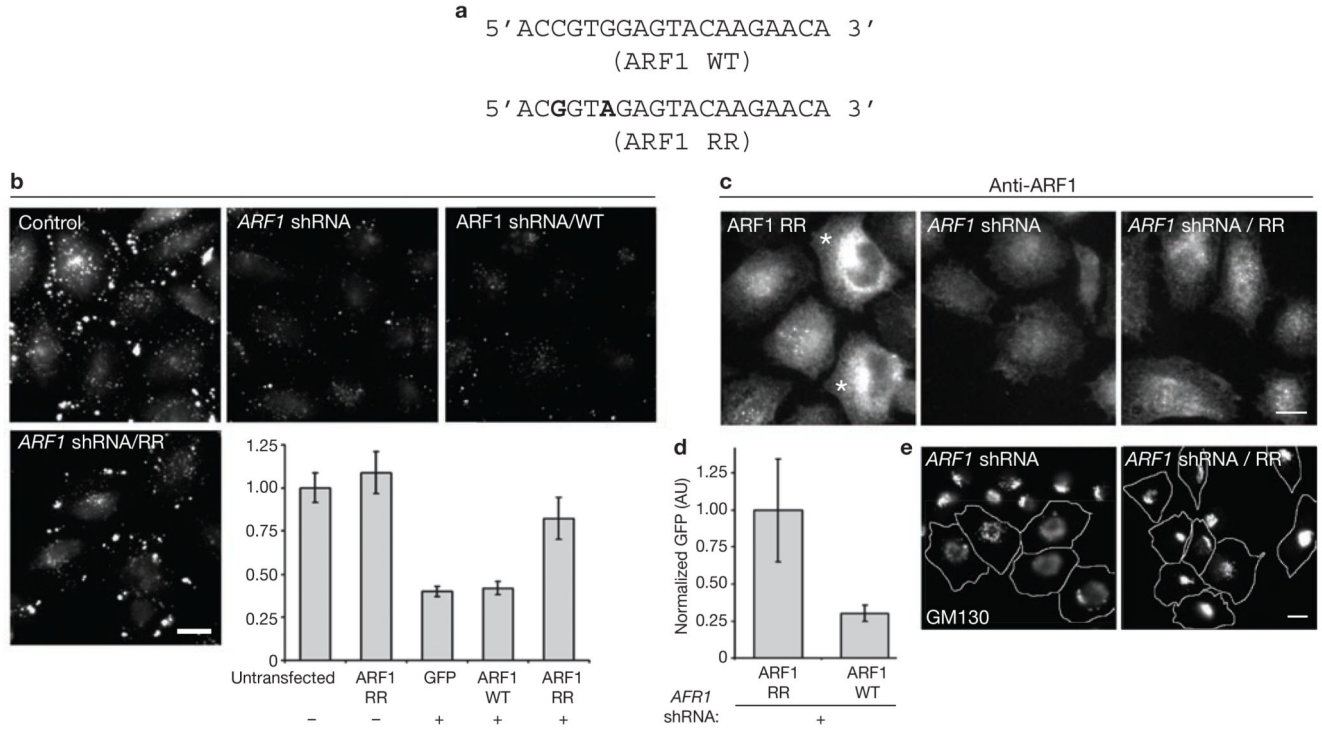 a
5′ACCGTGGAGTACAAGAACA 3′
(ARF1 WT)
5′ACGGTAGAGTACAAGAACA 3′
(ARF1 RR)
b
Control
ARF1 shRNA
ARF1 shRNA/WT
ARF1 shRNA/RR
1.25
1.00
0.75
0.50
0.25
0
Untransfected
ARF1
RR
GFP
ARF1
WT
ARF1
RR
– – + + +
c
Anti-ARF1
ARF1 RR
*
*
ARF1 shRNA
ARF1 shRNA / RR
d
Normalized GFP (AU)
1.25
1.00
0.75
0.50
0.25
0
ARF1
RR
ARF1
WT
AFR1
shRNA:
+
e
ARF1 shRNA
GM130
ARF1 shRNA / RR